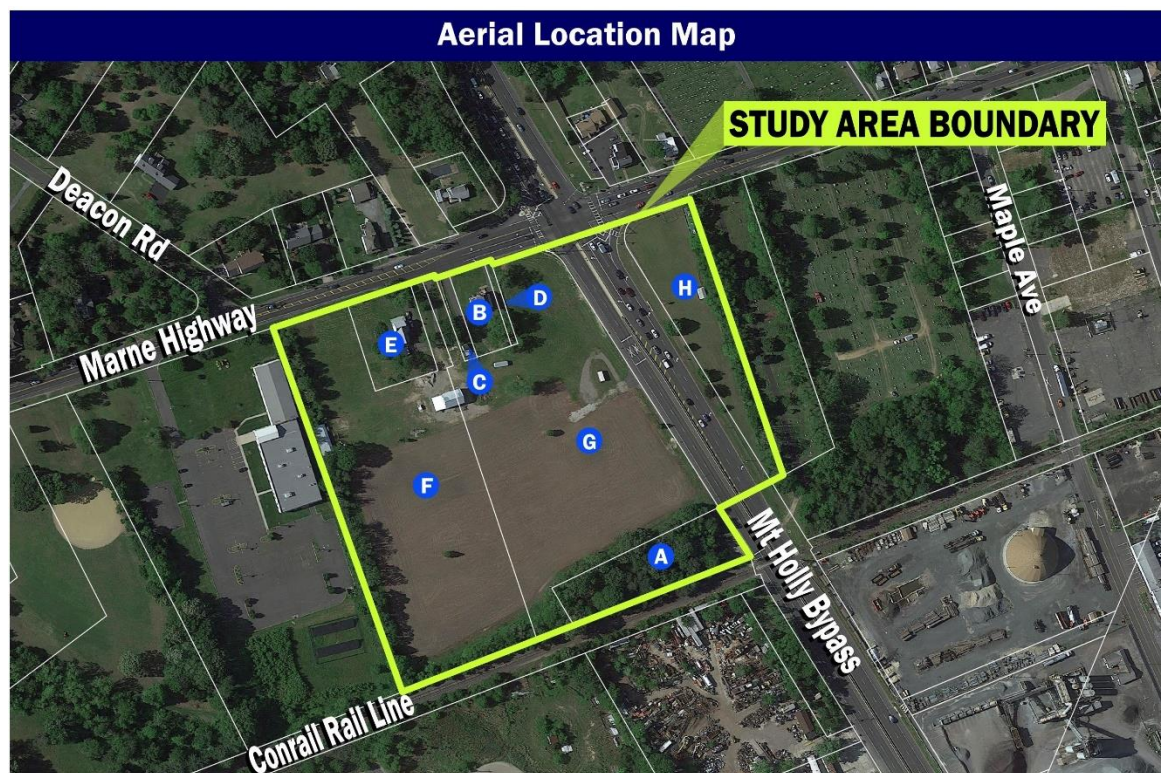 Aerial Location Map
STUDY AREA BOUNDARY
Deacon Rd
Maple Ave
Marne Highway
H
D
B
E
C
G
F
A
Mt Holly Bypass
Conrail Rail Line